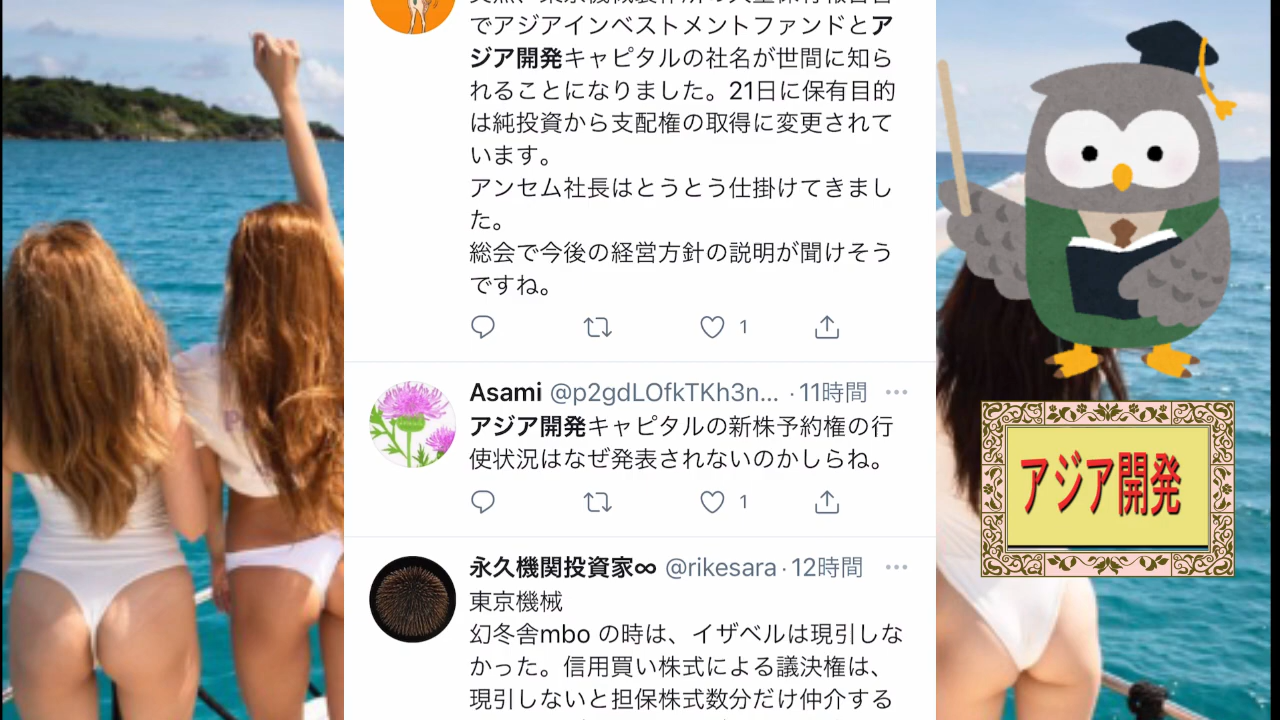 でアジアインベストメントファンドとア
ジア開発キャピタルの社名が世間に知ら
れることになりました。21日に保有目的
は純投資から支配権の取得に変更されて
います。
アンセム社長はとうとう仕掛けてきまし
た。
総会で今後の経営方針の説明が聞けそう
ですね。
1
Asami @p2gdLOfkTKh3n... · 11時間
アジア開発キャピタルの新株予約権の行
使状況はなぜ発表されないのかしらね。
1
永久機関投資家∞ @rikesara · 12時間
東京機械
幻冬舎mbo の時は、イザベルは現引しな
かった。信用買い株式による議決権は、
現引しないと担保株式数分だけ仲介する
アジア開発